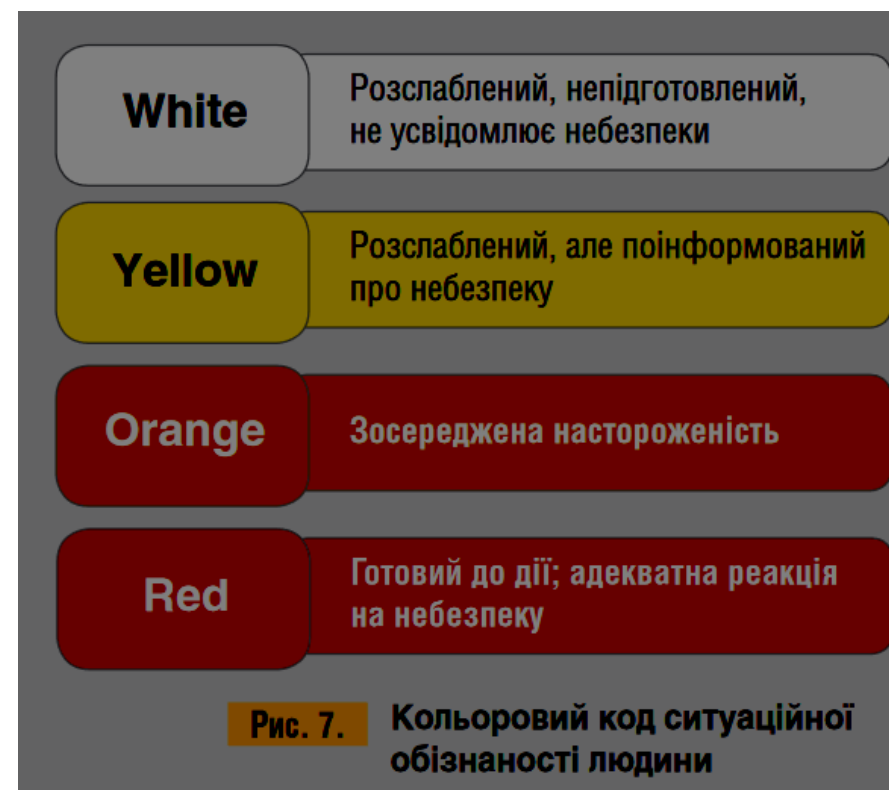 White
Розслаблений, непідготовлений,
не усвідомлює небезпеки
Yellow
Розслаблений, але поінформований
про небезпеку
Orange
Зосереджена настороженість
Red
Готовий до дії; адекватна реакція
на небезпеку
Рис. 7.
Кольоровий код ситуаційної
обізнаності людини